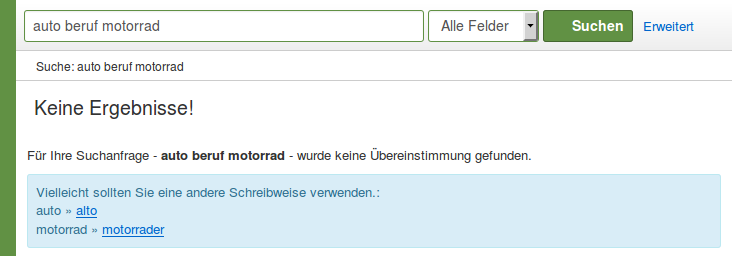 auto beruf motorrad Alle Felder Suchen Erweitert
Suche: auto beruf motorrad
Keine Ergebnisse!
Für Ihre Suchanfrage - auto beruf motorrad - wurde keine Übereinstimmung gefunden.
Vielleicht sollten Sie eine andere Schreibweise verwenden.:
auto » alto
motorrad » motorrader